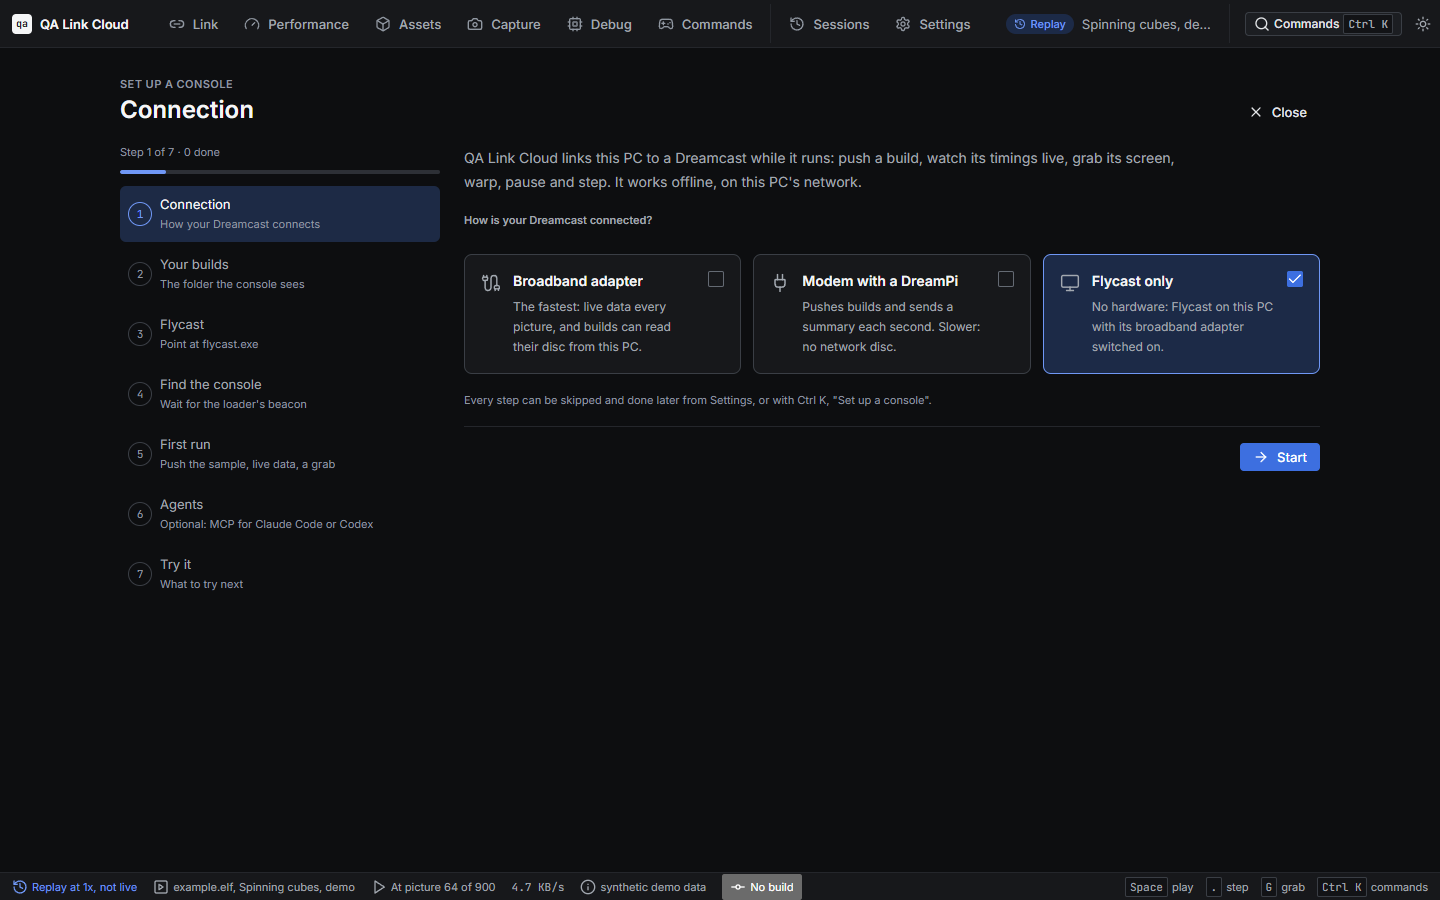 qa QA Link Cloud Link Performance Assets Capture Debug Commands Sessions Settings Replay Spinning cubes, de... Commands Ctrl K
SET UP A CONSOLE
Connection
Close
Step 1 of 7 · 0 done
1 Connection
How your Dreamcast connects
2 Your builds
The folder the console sees
3 Flycast
Point at flycast.exe
4 Find the console
Wait for the loader's beacon
5 First run
Push the sample, live data, a grab
6 Agents
Optional: MCP for Claude Code or Codex
7 Try it
What to try next
QA Link Cloud links this PC to a Dreamcast while it runs: push a build, watch its timings live, grab its screen,
warp, pause and step. It works offline, on this PC's network.
How is your Dreamcast connected?
Broadband adapter
The fastest: live data every
picture, and builds can read
their disc from this PC.
Modem with a DreamPi
Pushes builds and sends a
summary each second. Slower:
no network disc.
Flycast only
No hardware: Flycast on this PC
with its broadband adapter
switched on.
Every step can be skipped and done later from Settings, or with Ctrl K, "Set up a console".
Start
Replay at 1x, not live example.elf, Spinning cubes, demo At picture 64 of 900 4.7 KB/s synthetic demo data No build Space play . step G grab Ctrl K commands